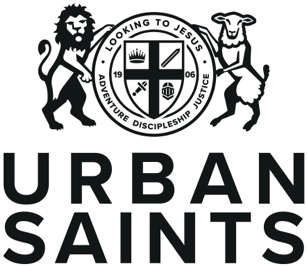 LOOKING TO JESUS
19 06
ADVENTURE DISCIPLESHIP JUSTICE
URBAN
SAINTS